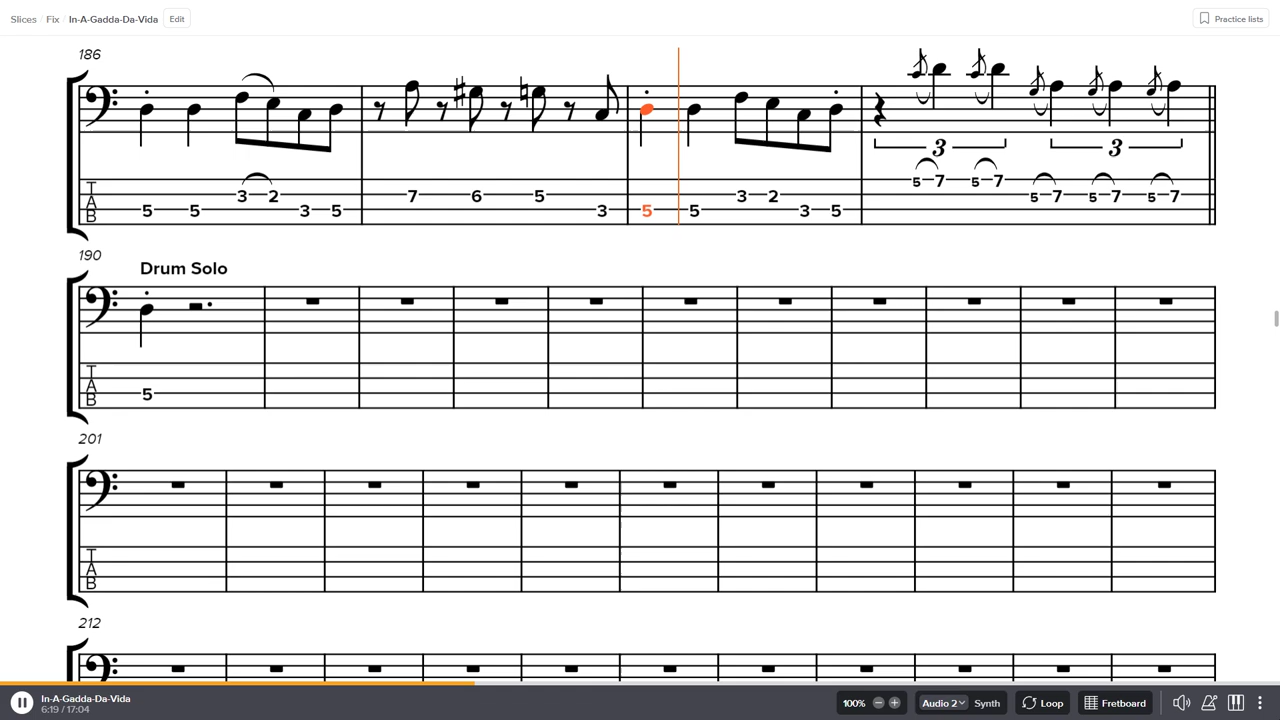 Slices / Fix / In-A-Gadda-Da-Vida Edit Practice lists
186
3 3
5 7 5 7
3 2 7 6 5 3 2 5 7 5 7 5 7
5 5 3 5 3 5 5 3 5
T
A
B
190
Drum Solo
5
T
A
B
201
T
A
B
212
In-A-Gadda-Da-Vida
6:19 / 17:04
100% Audio 2 Synth Loop Fretboard